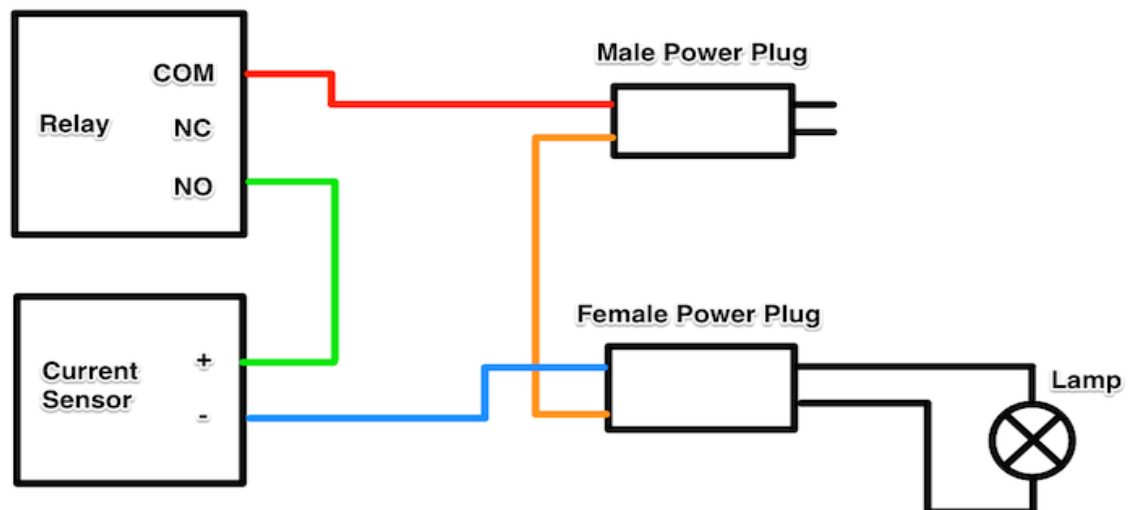 COM
Relay
NC
NO
Male Power Plug
Current
Sensor
+
-
Female Power Plug
Lamp